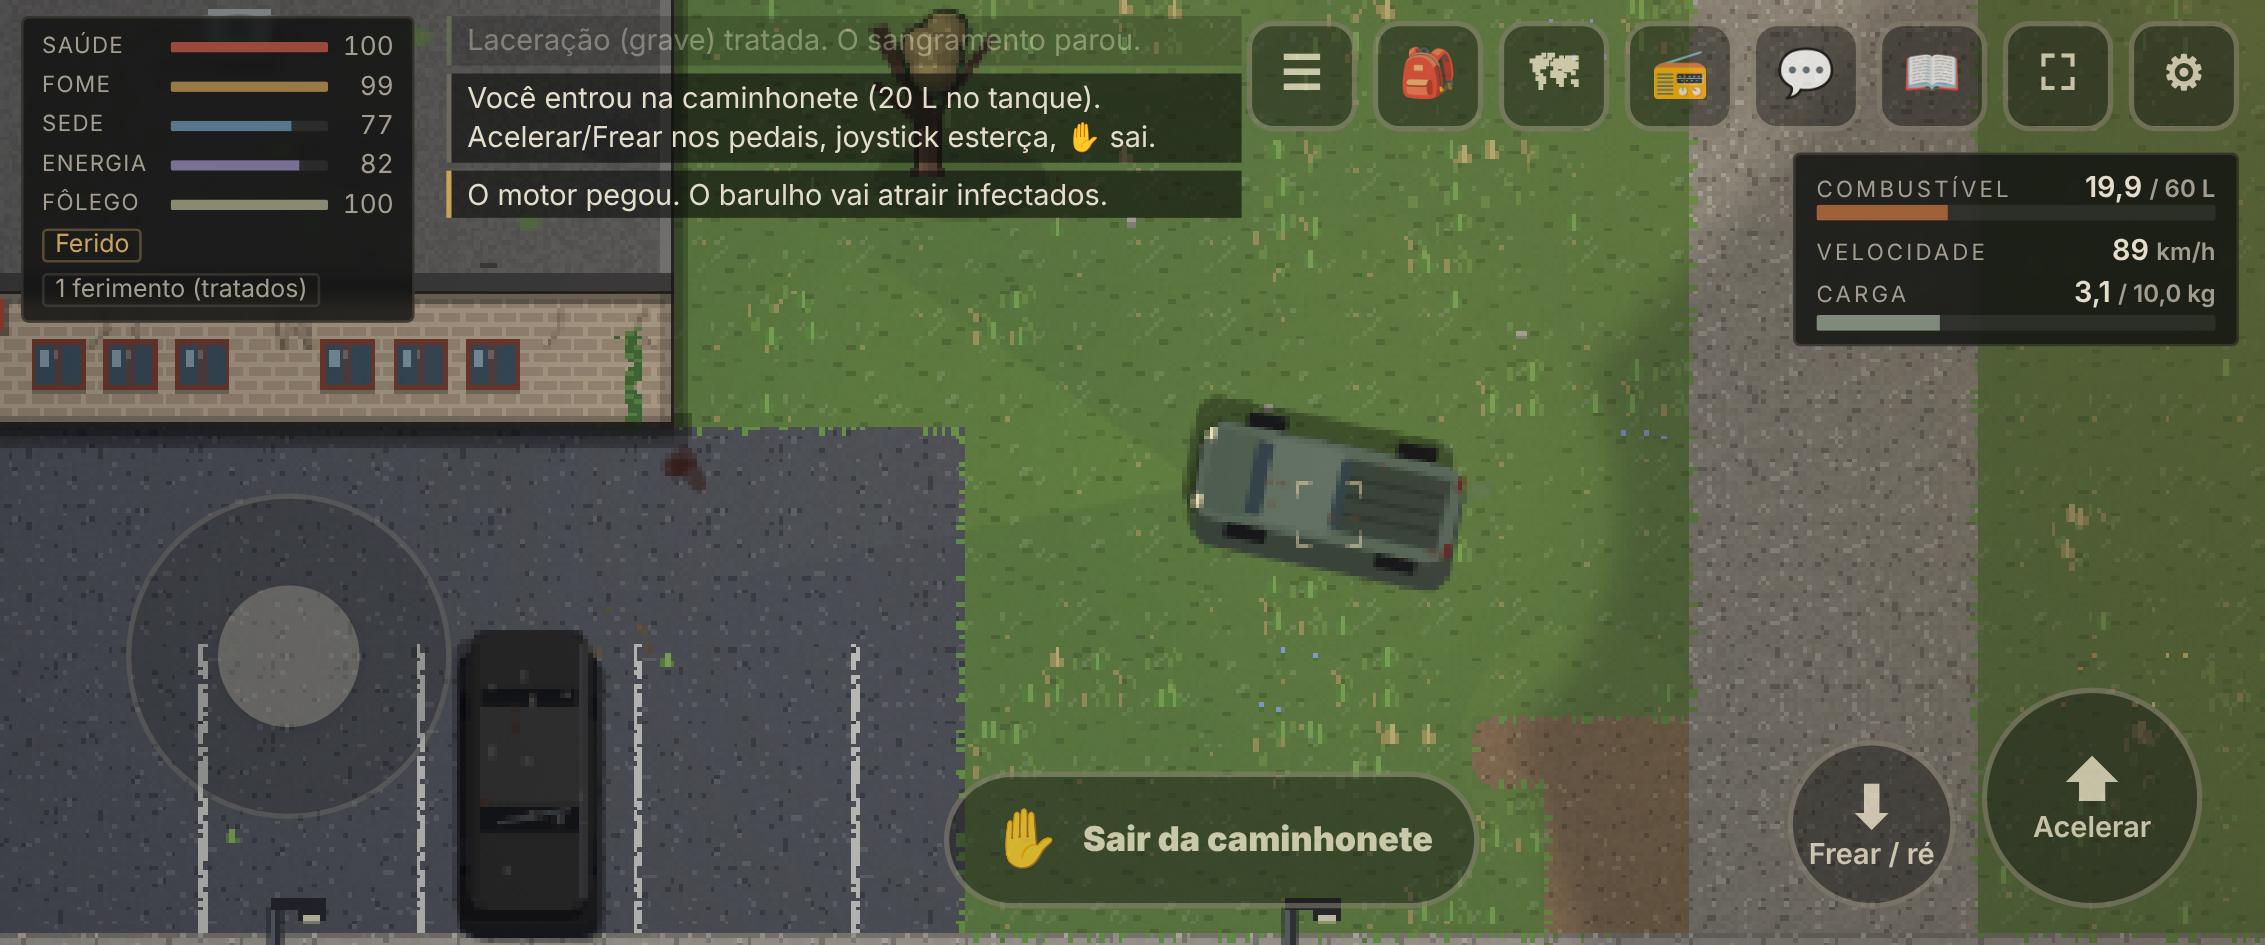 SAÚDE 100
FOME 99
SEDE 77
ENERGIA 82
FÔLEGO 100
Ferido
1 ferimento (tratados)
Laceração (grave) tratada. O sangramento parou.
Você entrou na caminhonete (20 L no tanque).
Acelerar/Frear nos pedais, joystick esterça, ✋ sai.
O motor pegou. O barulho vai atrair infectados.
COMBUSTÍVEL 19,9 / 60 L
VELOCIDADE 89 km/h
CARGA 3,1 / 10,0 kg
Sair da caminhonete
Frear / ré
Acelerar